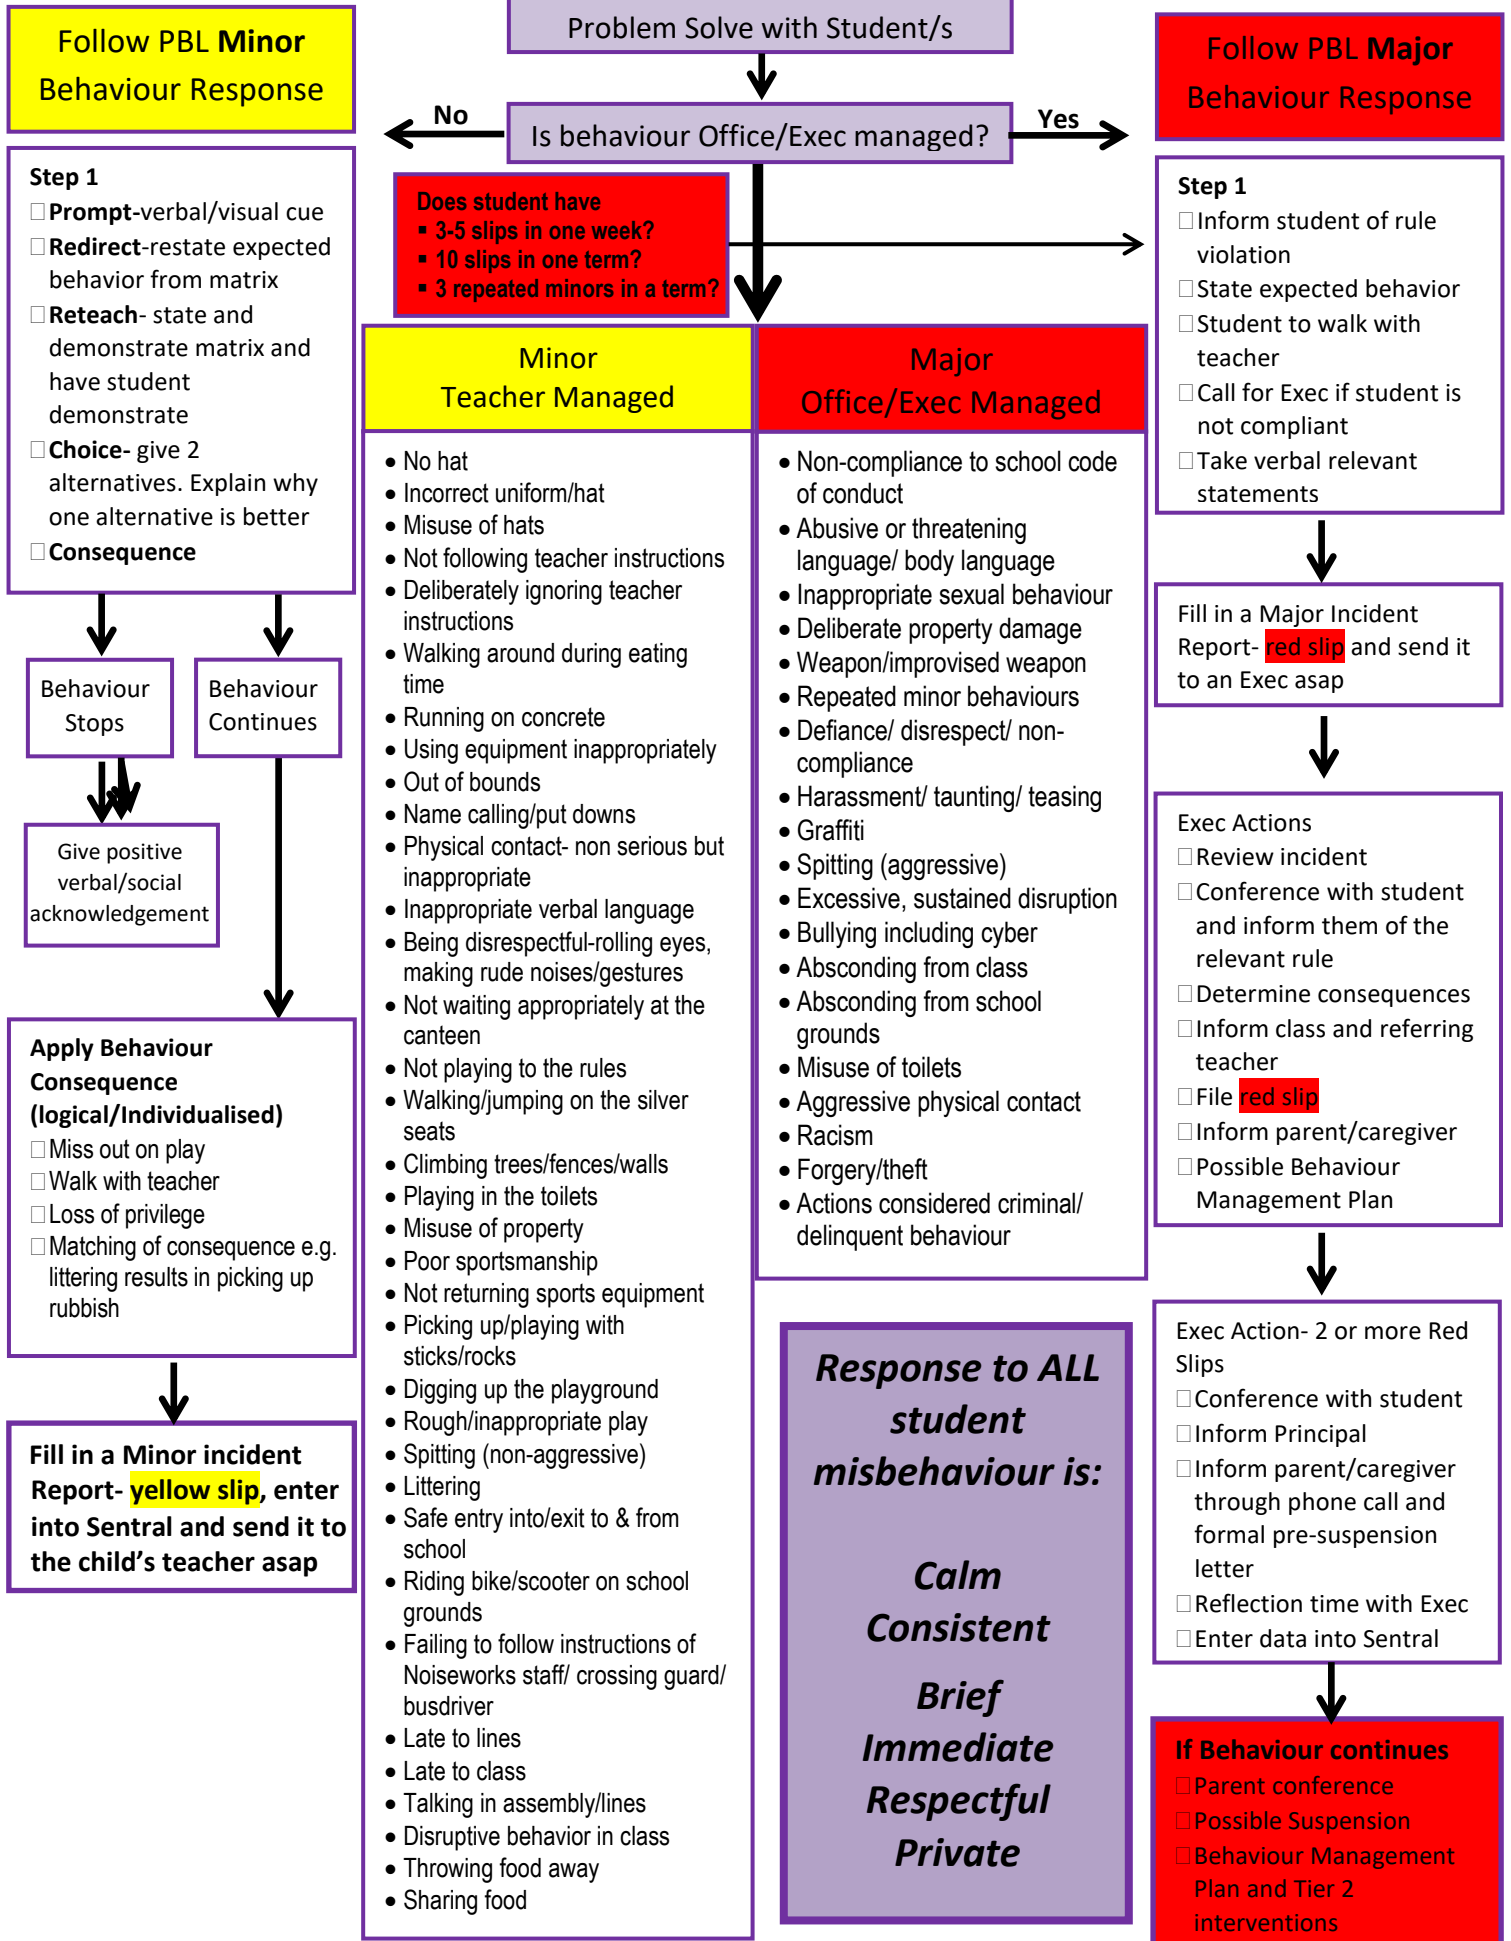 Follow PBL Minor
Behaviour Response
Problem Solve with Student/s
Is behaviour Office/Exec managed?
No
Yes
Follow PBL Major
Behaviour Response
Step 1
Prompt-verbal/visual cue
Redirect-restate expected
behavior from matrix
Reteach- state and
demonstrate matrix and
have student
demonstrate
Choice- give 2
alternatives. Explain why
one alternative is better
Consequence
Behaviour
Stops
Behaviour
Continues
Give positive
verbal/social
acknowledgement
Apply Behaviour
Consequence
(logical/Individualised)
Miss out on play
Walk with teacher
Loss of privilege
Matching of consequence e.g.
littering results in picking up
rubbish
Fill in a Minor incident
Report- yellow slip, enter
into Sentral and send it to
the child’s teacher asap
Does student have
▪ 3-5 slips in one week?
▪ 10 slips in one term?
▪ 3 repeated minors in a term?
Minor
Teacher Managed
• No hat
• Incorrect uniform/hat
• Misuse of hats
• Not following teacher instructions
• Deliberately ignoring teacher
instructions
• Walking around during eating
time
• Running on concrete
• Using equipment inappropriately
• Out of bounds
• Name calling/put downs
• Physical contact- non serious but
inappropriate
• Inappropriate verbal language
• Being disrespectful-rolling eyes,
making rude noises/gestures
• Not waiting appropriately at the
canteen
• Not playing to the rules
• Walking/jumping on the silver
seats
• Climbing trees/fences/walls
• Playing in the toilets
• Misuse of property
• Poor sportsmanship
• Not returning sports equipment
• Picking up/playing with
sticks/rocks
• Digging up the playground
• Rough/inappropriate play
• Spitting (non-aggressive)
• Littering
• Safe entry into/exit to & from
school
• Riding bike/scooter on school
grounds
• Failing to follow instructions of
Noiseworks staff/ crossing guard/
busdriver
• Late to lines
• Late to class
• Talking in assembly/lines
• Disruptive behavior in class
• Throwing food away
• Sharing food
Major
Office/Exec Managed
• Non-compliance to school code
of conduct
• Abusive or threatening
language/ body language
• Inappropriate sexual behaviour
• Deliberate property damage
• Weapon/improvised weapon
• Repeated minor behaviours
• Defiance/ disrespect/ non-
compliance
• Harassment/ taunting/ teasing
• Graffiti
• Spitting (aggressive)
• Excessive, sustained disruption
• Bullying including cyber
• Absconding from class
• Absconding from school
grounds
• Misuse of toilets
• Aggressive physical contact
• Racism
• Forgery/theft
• Actions considered criminal/
delinquent behaviour
Response to ALL
student
misbehaviour is:
Calm
Consistent
Brief
Immediate
Respectful
Private
Step 1
Inform student of rule
violation
State expected behavior
Student to walk with
teacher
Call for Exec if student is
not compliant
Take verbal relevant
statements
Fill in a Major Incident
Report- red slip and send it
to an Exec asap
Exec Actions
Review incident
Conference with student
and inform them of the
relevant rule
Determine consequences
Inform class and referring
teacher
File red slip
Inform parent/caregiver
Possible Behaviour
Management Plan
Exec Action- 2 or more Red
Slips
Conference with student
Inform Principal
Inform parent/caregiver
through phone call and
formal pre-suspension
letter
Reflection time with Exec
Enter data into Sentral
If Behaviour continues
Parent conference
Possible Suspension
Behaviour Management
Plan and Tier 2
interventions